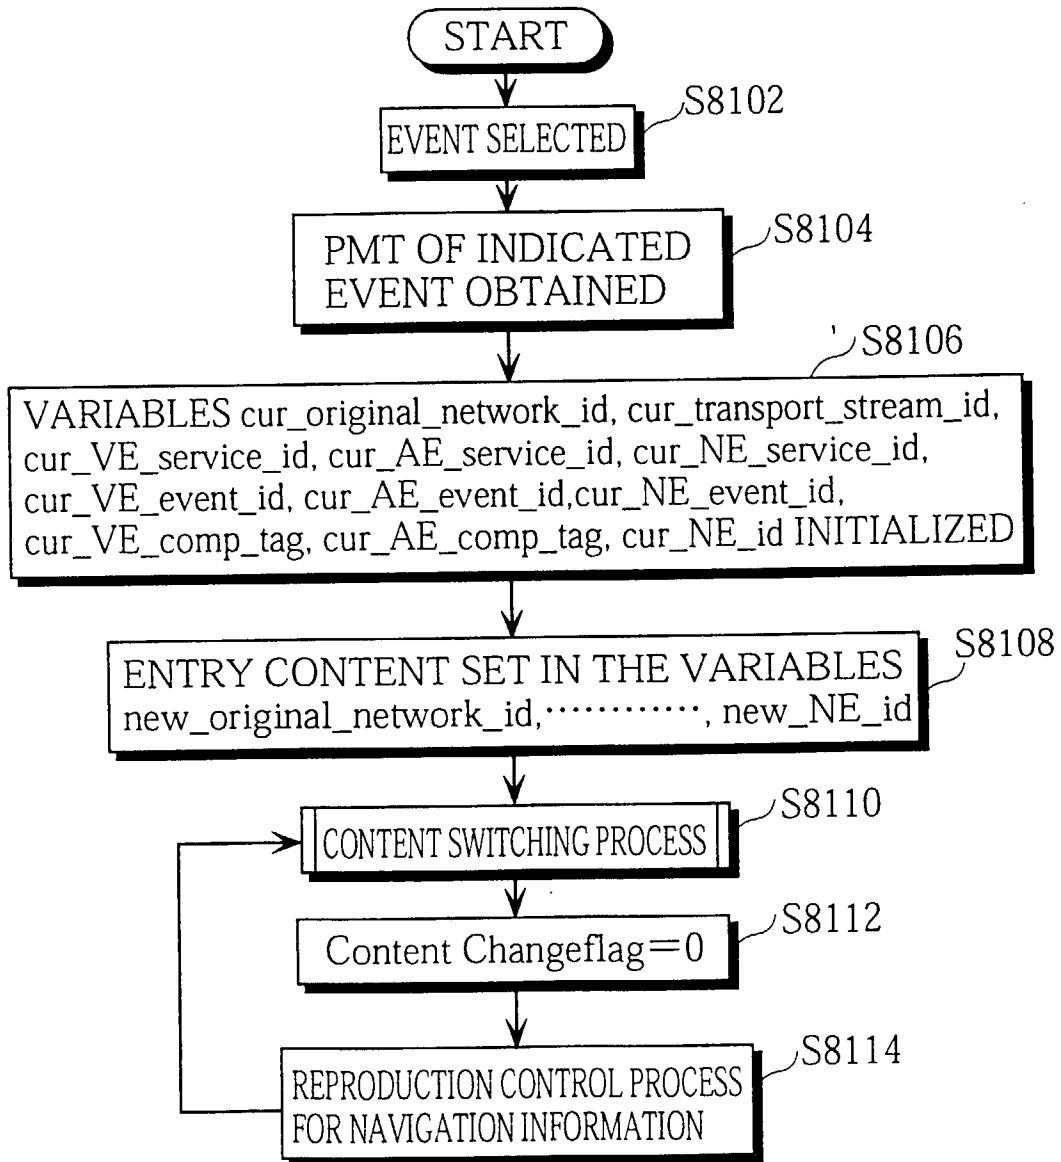 START
EVENT SELECTED
S8102
PMT OF INDICATED
EVENT OBTAINED
S8104
S8106
VARIABLES cur_original_network_id, cur_transport_stream_id,
cur_VE_service_id, cur_AE_service_id, cur_NE_service_id,
cur_VE_event_id, cur_AE_event_id,cur_NE_event_id,
cur_VE_comp_tag, cur_AE_comp_tag, cur_NE_id INITIALIZED
S8108
ENTRY CONTENT SET IN THE VARIABLES
new_original_network_id,············, new_NE_id
S8110
CONTENT SWITCHING PROCESS
S8112
Content Changeflag=0
S8114
REPRODUCTION CONTROL PROCESS
FOR NAVIGATION INFORMATION